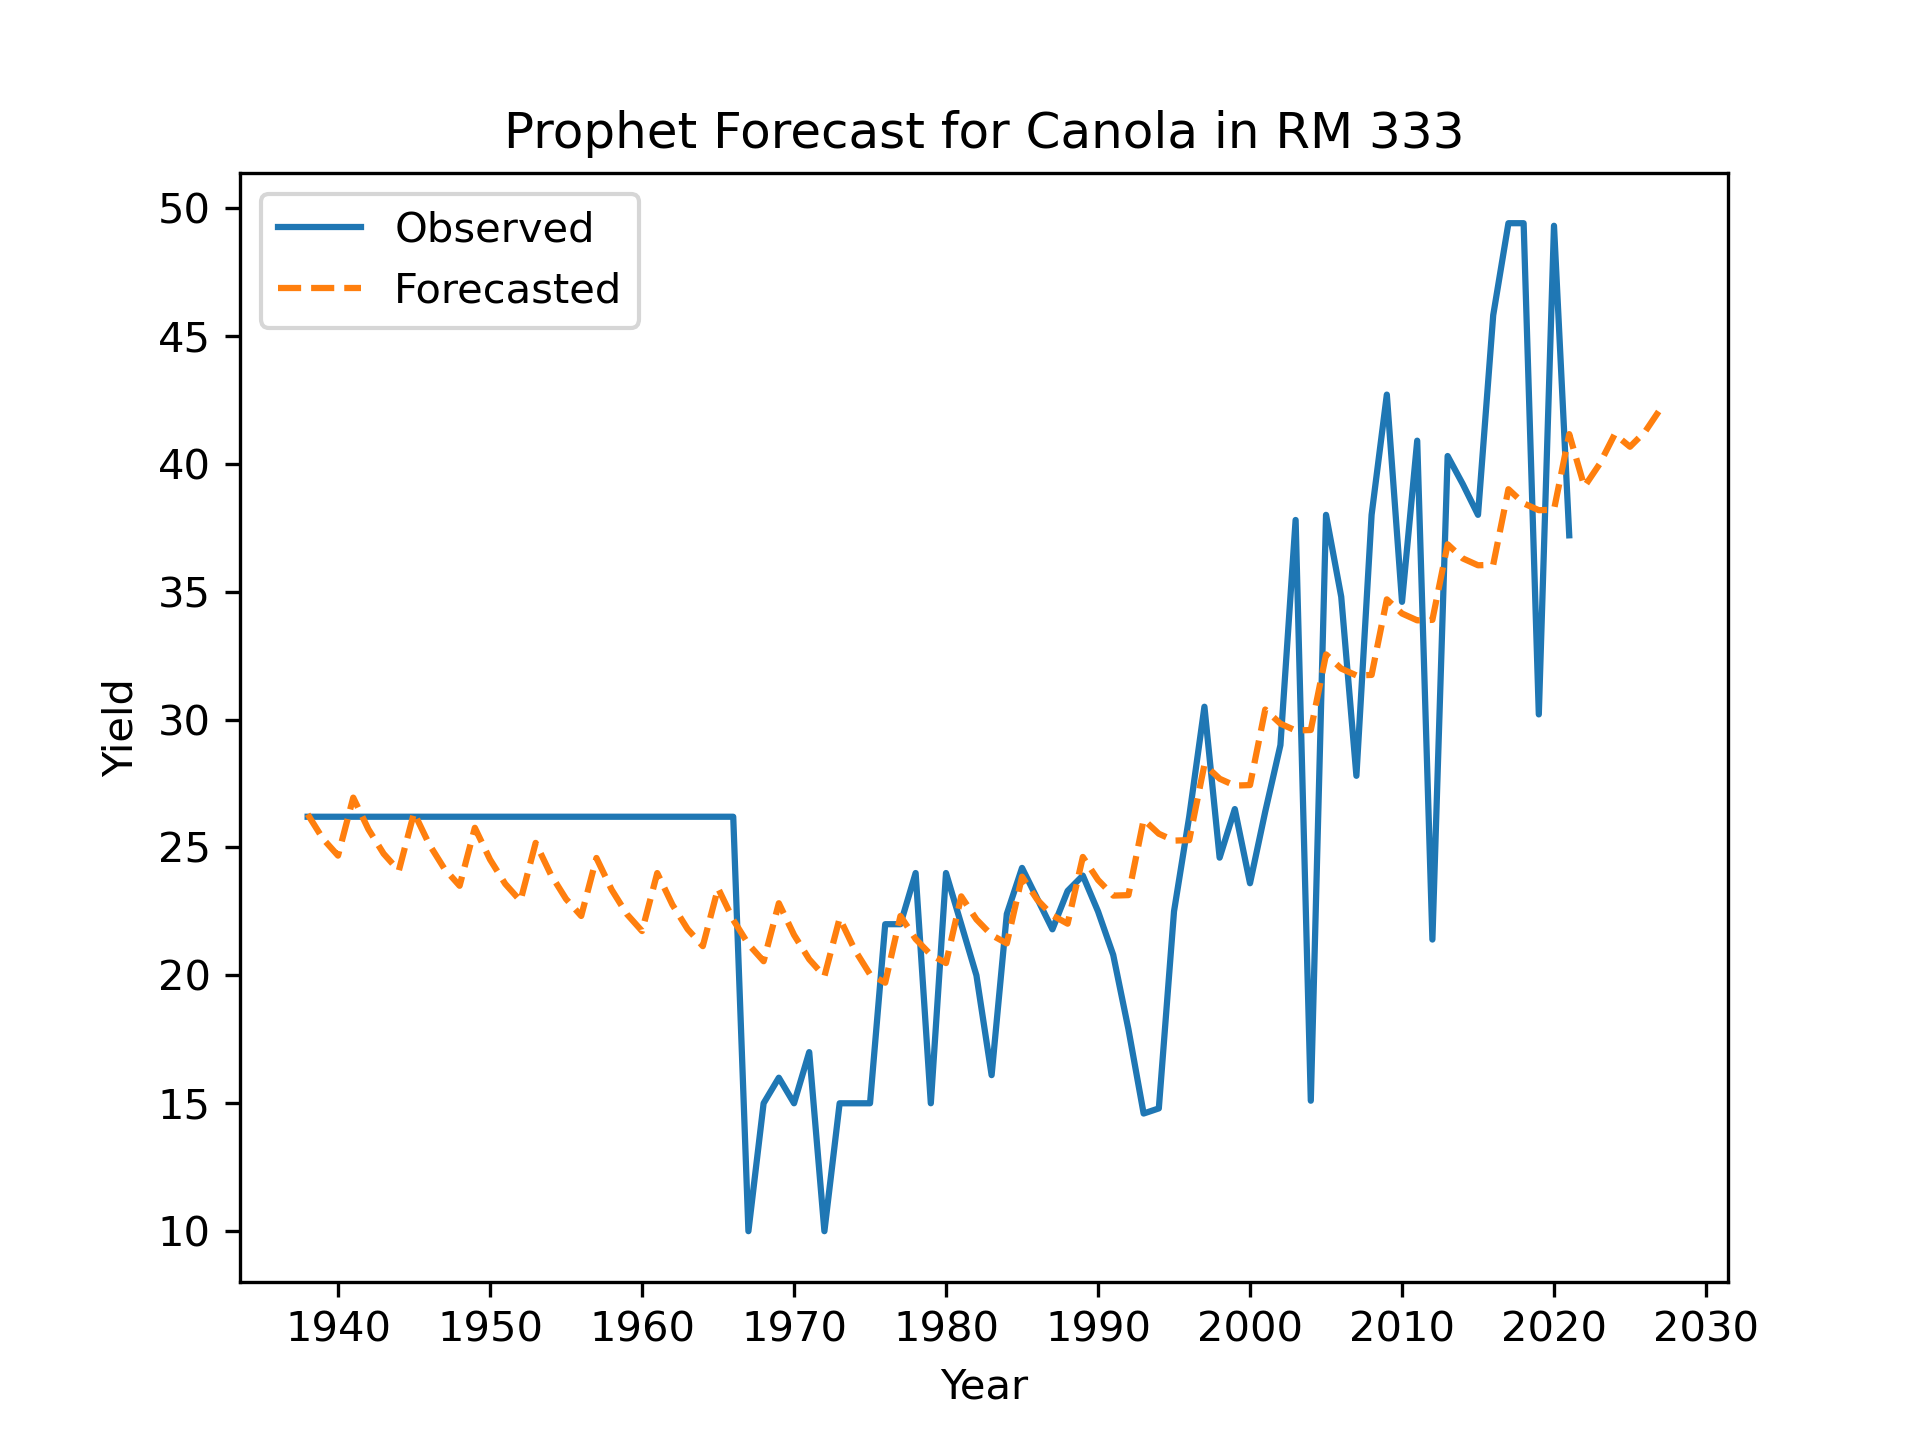 Prophet Forecast for Canola in RM 333
Observed
Forecasted
50
45
40
35
30
25
20
15
10
Yield
1940 1950 1960 1970 1980 1990 2000 2010 2020 2030
Year